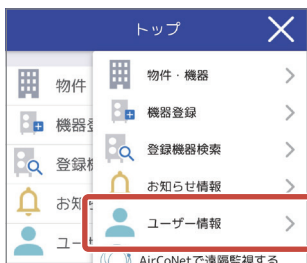 トップ
物件
機器
登録
お知
ユー
物件・機器
機器登録
登録機器検索
お知らせ情報
ユーザー情報
AirCoNetで遠隔監視する